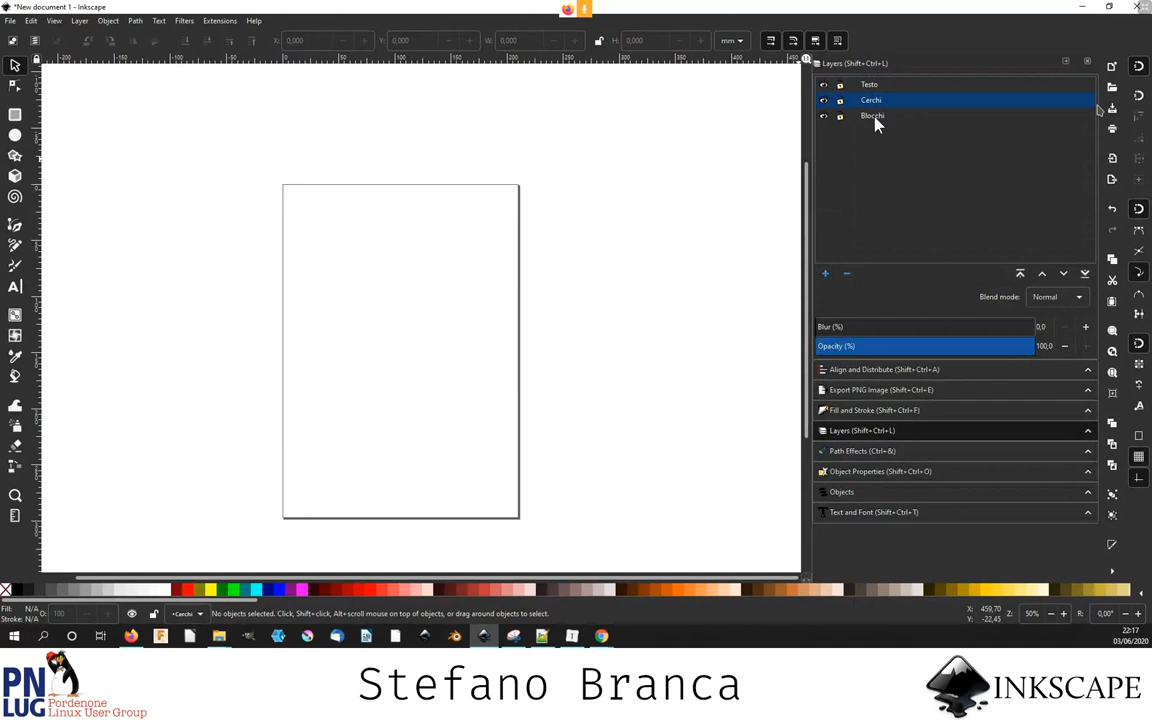 *New document 1 - Inkscape
File Edit View Layer Object Path Text Filters Extensions Help
X: 0,000 Y: 0,000 W: 0,000 H: 0,000 mm
Layers (Shift+Ctrl+L)
Testo
Cerchi
Blocchi
Blend mode: Normal
Blur (%) 0,0
Opacity (%) 100,0
Align and Distribute (Shift+Ctrl+A)
Export PNG Image (Shift+Ctrl+E)
Fill and Stroke (Shift+Ctrl+F)
Layers (Shift+Ctrl+L)
Path Effects (Ctrl+&)
Object Properties (Shift+Ctrl+O)
Objects
Text and Font (Shift+Ctrl+T)
Fill: N/A
Stroke: N/A
O: 100
•Cerchi
No objects selected. Click, Shift+click, Alt+scroll mouse on top of objects, or drag around objects to select.
X: 459,70
Y: -22,45
Z: 50%
R: 0,00°
22:17
03/06/2020
PN
LUG
Pordenone
Linux User Group
Stefano Branca
INKSCAPE